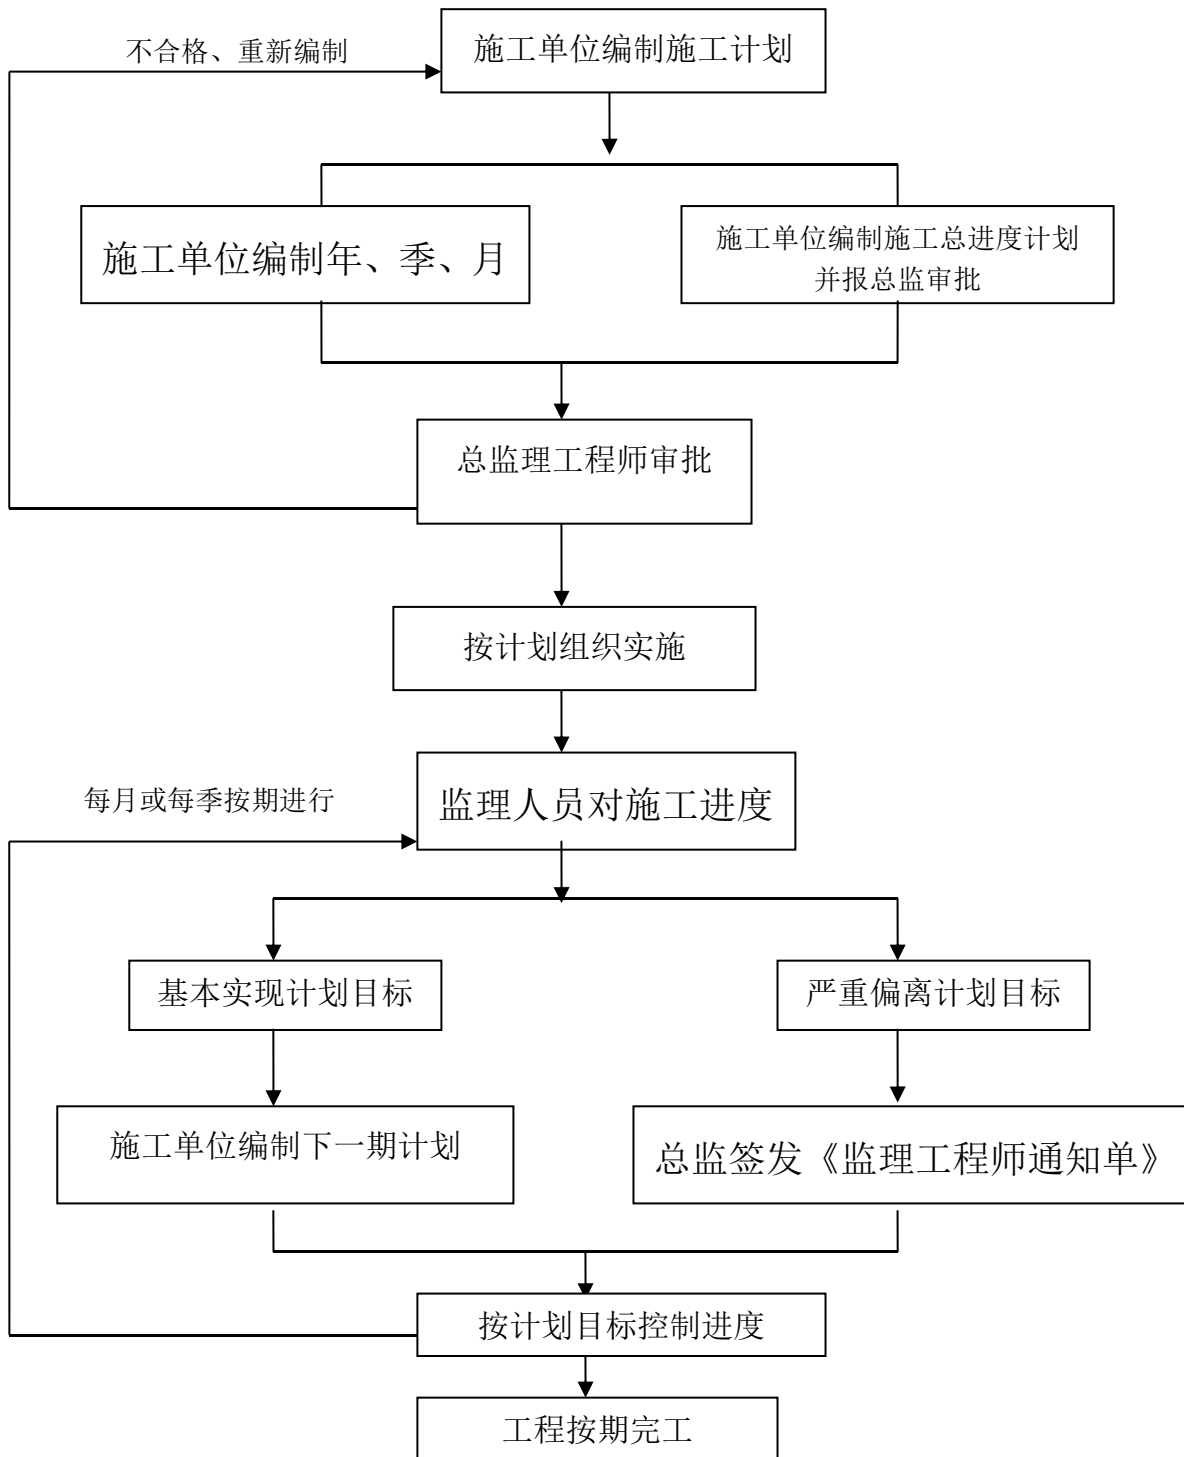 不合格、重新编制
施工单位编制施工计划
施工单位编制年、季、月
施工单位编制施工总进度计划
并报总监审批
总监理工程师审批
按计划组织实施
每月或每季按期进行
监理人员对施工进度
基本实现计划目标
严重偏离计划目标
施工单位编制下一期计划
总监签发《监理工程师通知单》
按计划目标控制进度
工程按期完工